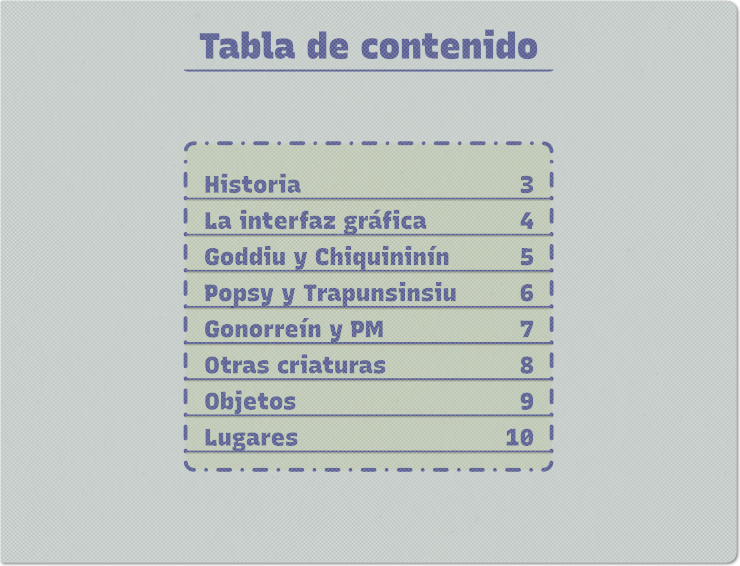 Tabla de contenido
Historia 3
La interfaz gráfica 4
Goddiu y Chiquininín 5
Popsy y Trapunsinsiu 6
Gonorreín y PM 7
Otras criaturas 8
Objetos 9
Lugares 10